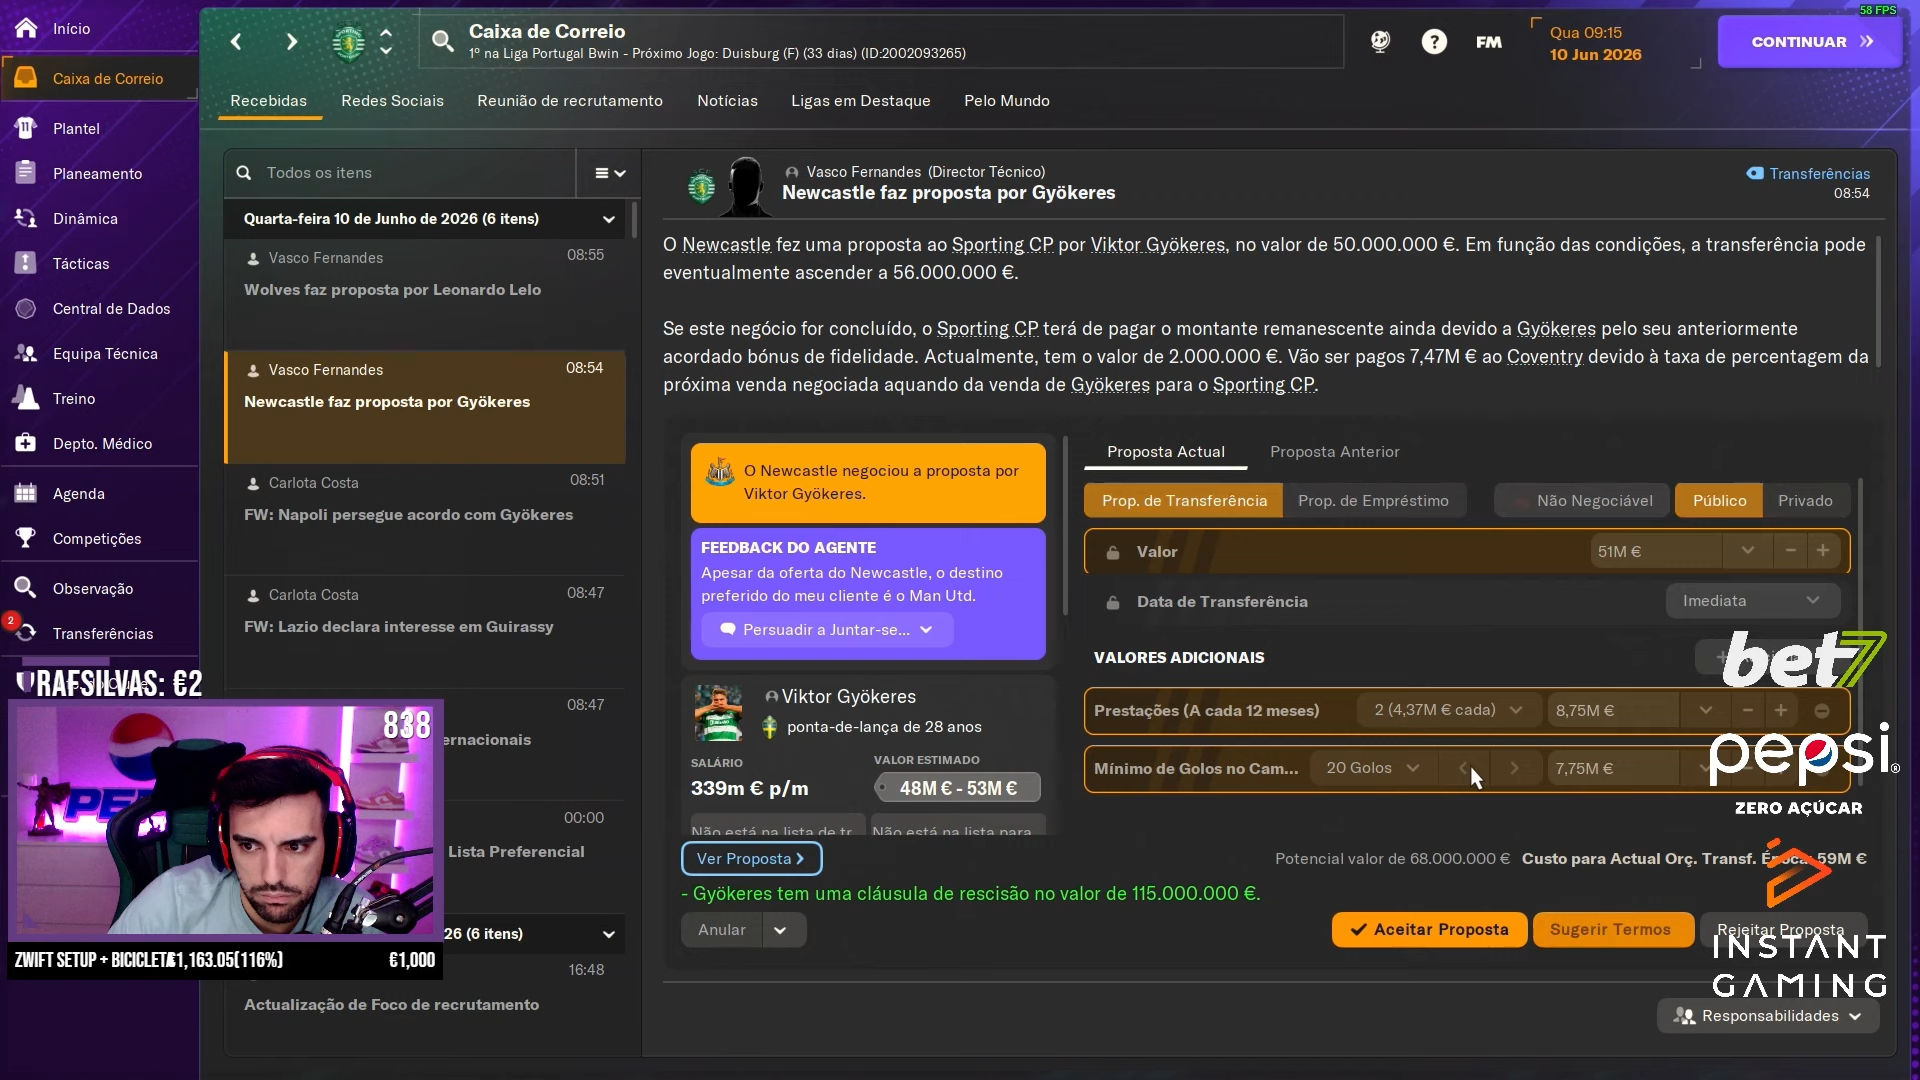 58 FPS
Início
Caixa de Correio
Plantel
Planeamento
Dinâmica
Tácticas
Central de Dados
Equipa Técnica
Treino
Depto. Médico
Agenda
Competições
Observação
2
Transférências
Caixa de Correio
1º na Liga Portugal Bwin - Próximo Jogo: Duisburg (F) (33 dias) (ID:2002093265)
?
FM
Qua 09:15
10 Jun 2026
CONTINUAR
Recebidas
Redes Sociais
Reunião de recrutamento
Notícias
Ligas em Destaque
Pelo Mundo
Todos os itens
Quarta-feira 10 de Junho de 2026 (6 itens)
Vasco Fernandes 08:55
Wolves faz proposta por Leonardo Lelo
Vasco Fernandes 08:54
Newcastle faz proposta por Gyökeres
Carlota Costa 08:51
FW: Napoli persegue acordo com Gyökeres
Carlota Costa 08:47
FW: Lazio declara interesse em Guirassy
08:47
ernacionais
00:00
Lista Preferencial
26 (6 itens)
16:48
Actualização de Foco de recrutamento
Vasco Fernandes (Director Técnico)
Newcastle faz proposta por Gyökeres
Transferências
08:54
O Newcastle fez uma proposta ao Sporting CP por Viktor Gyökeres, no valor de 50.000.000 €. Em função das condições, a transferência pode
eventualmente ascender a 56.000.000 €.
Se este negócio for concluído, o Sporting CP terá de pagar o montante remanescente ainda devido a Gyökeres pelo seu anteriormente
acordado bónus de fidelidade. Actualmente, tem o valor de 2.000.000 €. Vão ser pagos 7,47M € ao Coventry devido à taxa de percentagem da
próxima venda negociada aquando da venda de Gyökeres para o Sporting CP.
O Newcastle negociou a proposta por
Viktor Gyökeres.
FEEDBACK DO AGENTE
Apesar da oferta do Newcastle, o destino
preferido do meu cliente é o Man Utd.
Persuadir a Juntar-se...
Viktor Gyökeres
ponta-de-lança de 28 anos
SALÁRIO
VALOR ESTIMADO
339m € p/m
48M € - 53M €
Não está na lista de tr
Não está na lista para
Proposta Actual
Proposta Anterior
Prop. de Transferência
Prop. de Empréstimo
Não Negociável
Público
Privado
Valor
51M €
Data de Transferência
Imediata
VALORES ADICIONAIS
Prestações (A cada 12 meses)
2 (4,37M € cada)
8,75M €
Mínimo de Golos no Cam...
20 Golos
7,75M €
Ver Proposta
Potencial valor de 68.000.000 € Custo para Actual Orç. Transf. Época: 59M €
- Gyökeres tem uma cláusula de rescisão no valor de 115.000.000 €.
Anular
Aceitar Proposta
Sugerir Termos
Rejeitar Proposta
Responsabilidades
bet7
pepsi
ZERO AÇÚCAR
INSTANT
GAMING
RAFSILVAS: €2
838
ZWIFT SETUP + BICICLETA
€1,163.05(116%)
€1,000